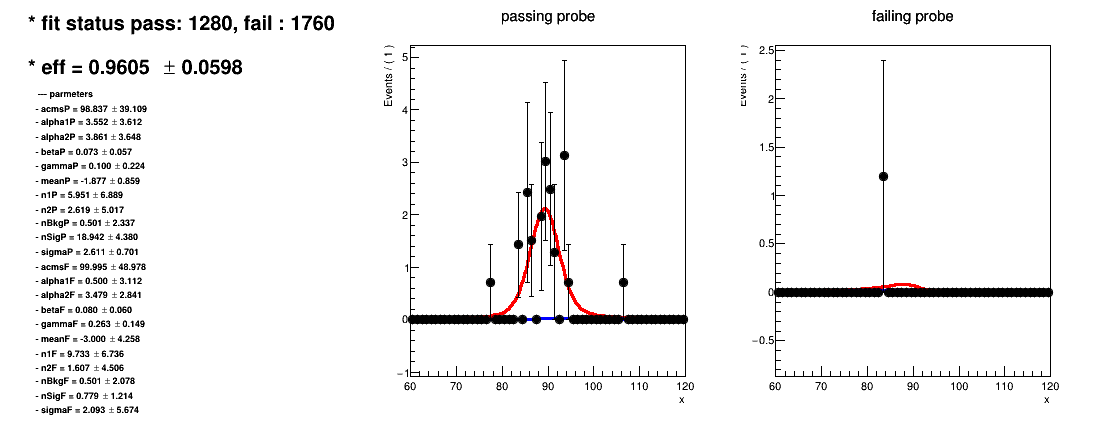 * fit status pass: 1280, fail : 1760
* eff = 0.9605 ± 0.0598
--- parmeters
- acmsP = 98.837 ± 39.109
- alpha1P = 3.552 ± 3.612
- alpha2P = 3.861 ± 3.648
- betaP = 0.073 ± 0.057
- gammaP = 0.100 ± 0.224
- meanP = -1.877 ± 0.859
- n1P = 5.951 ± 6.889
- n2P = 2.619 ± 5.017
- nBkgP = 0.501 ± 2.337
- nSigP = 18.942 ± 4.380
- sigmaP = 2.611 ± 0.701
- acmsF = 99.995 ± 48.978
- alpha1F = 0.500 ± 3.112
- alpha2F = 3.479 ± 2.841
- betaF = 0.080 ± 0.060
- gammaF = 0.263 ± 0.149
- meanF = -3.000 ± 4.258
- n1F = 9.733 ± 6.736
- n2F = 1.607 ± 4.506
- nBkgF = 0.501 ± 2.078
- nSigF = 0.779 ± 1.214
- sigmaF = 2.093 ± 5.674
passing probe
Events / ( 1 )
5
4
3
2
1
0
−1
60 70 80 90 100 110 120
x
failing probe
Events / ( 1 )
2.5
2
1.5
1
0.5
0
−0.5
60 70 80 90 100 110 120
x